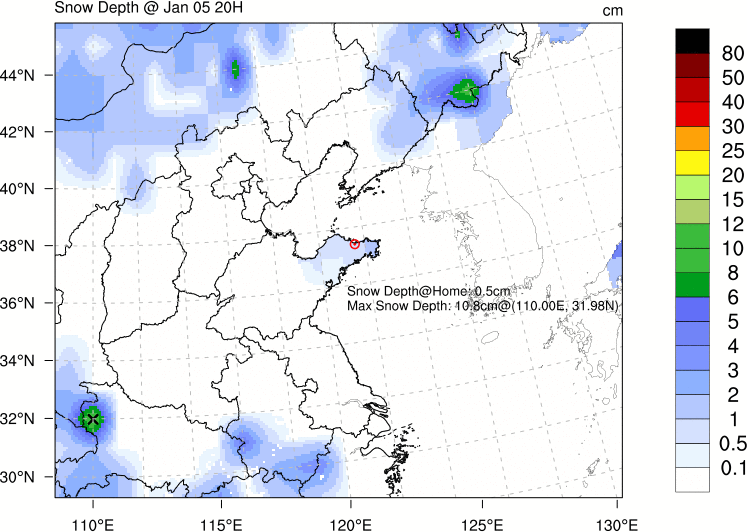 Snow Depth @ Jan 05 20H
cm
44°N
42°N
40°N
38°N
36°N
34°N
32°N
30°N
110°E
115°E
120°E
125°E
130°E
Snow Depth@Home: 0.5cm
Max Snow Depth: 10.8cm@(110.00E, 31.98N)
80
50
40
30
25
20
15
12
10
8
6
5
4
3
2
1
0.5
0.1